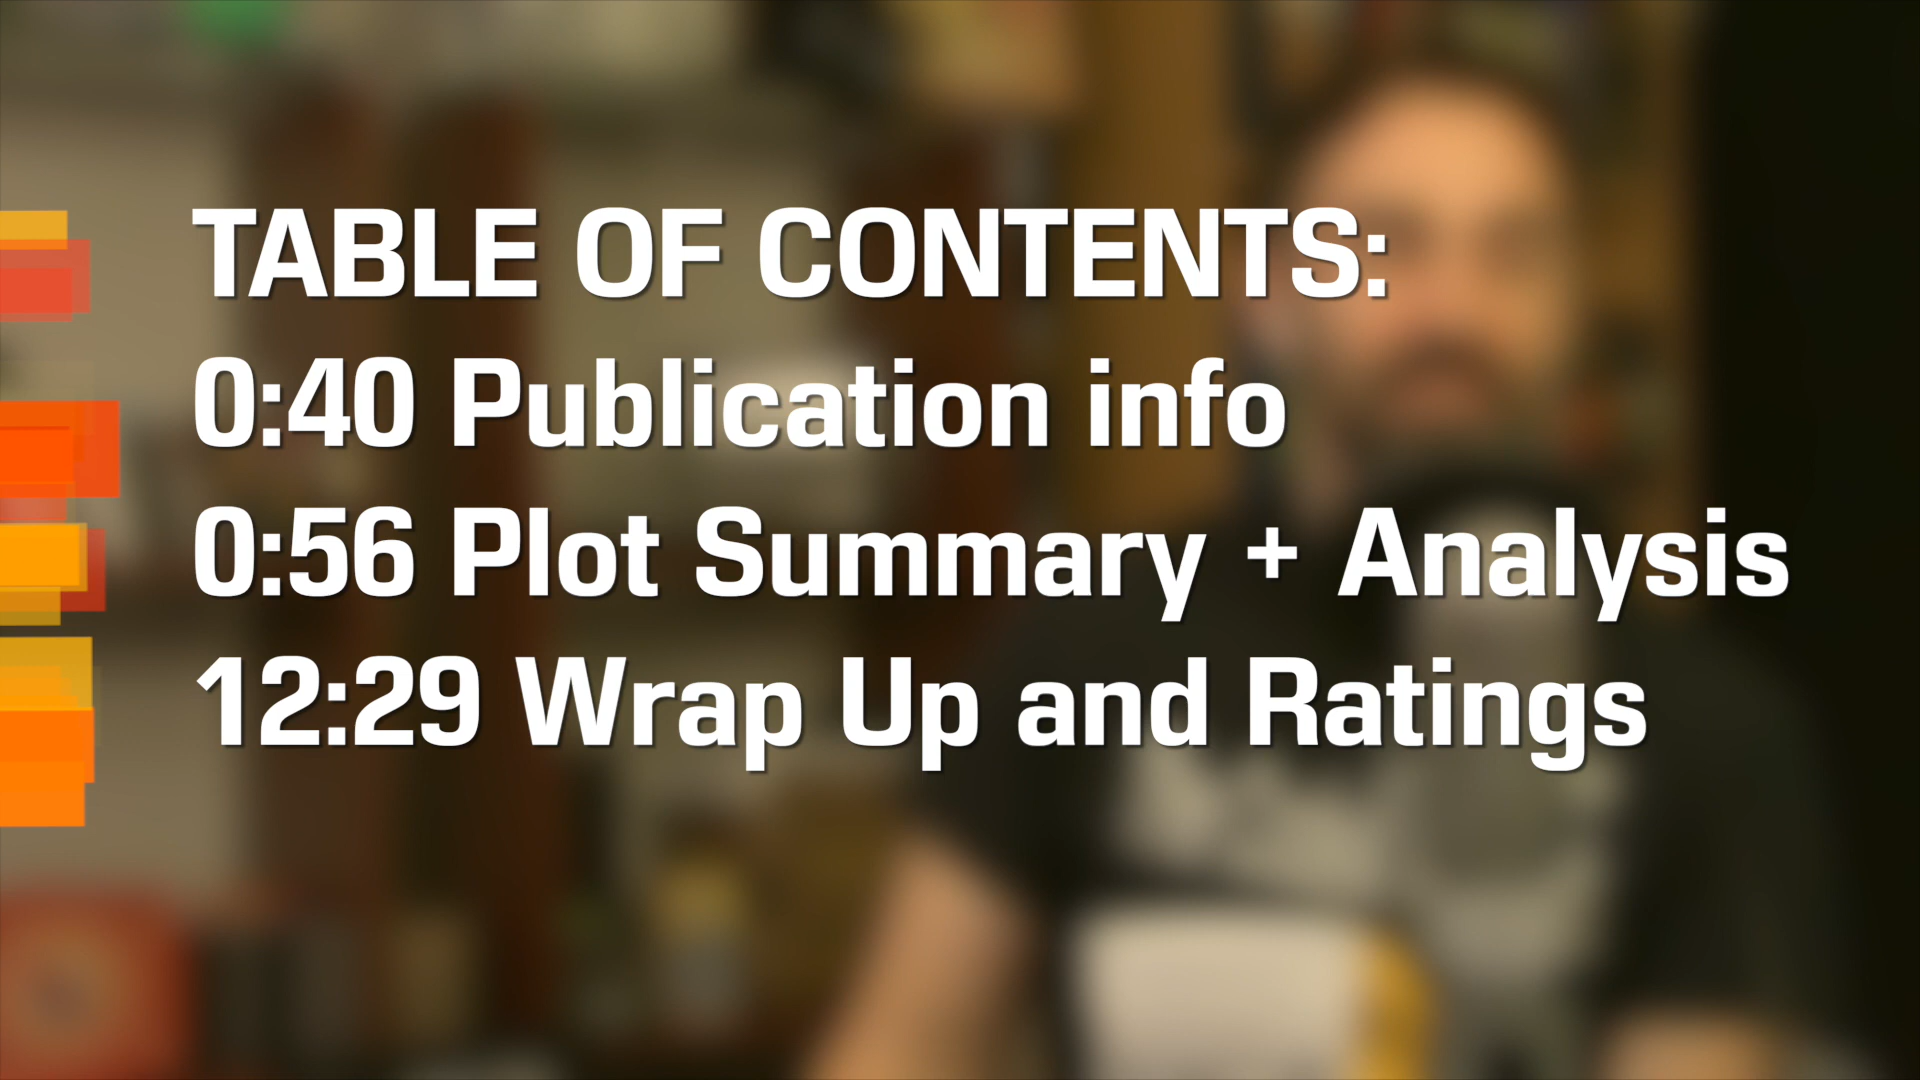 TABLE OF CONTENTS:
0:40 Publication info
0:56 Plot Summary + Analysis
12:29 Wrap Up and Ratings